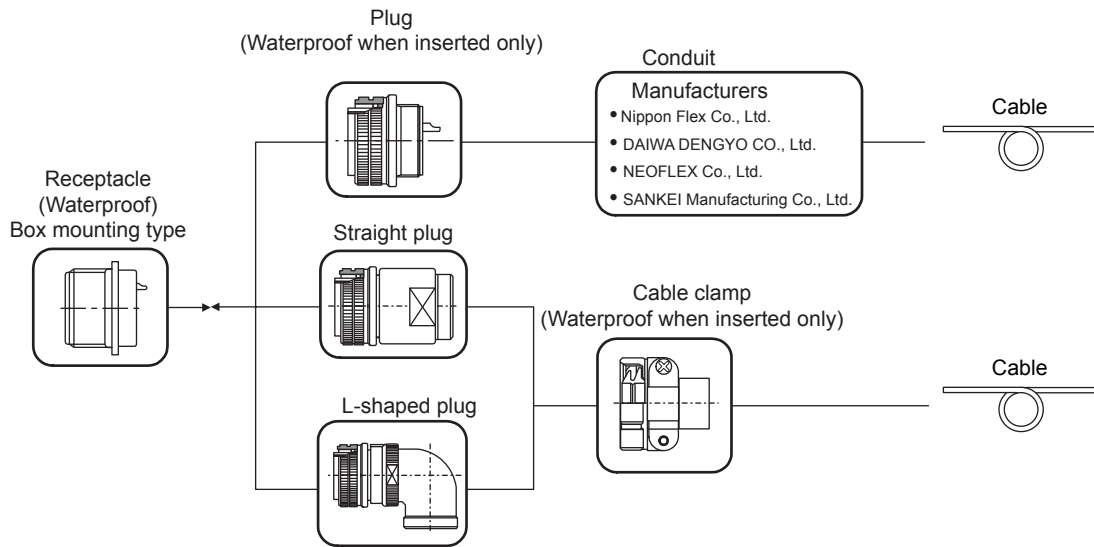 Plug
(Waterproof when inserted only)
Conduit
Manufacturers
• Nippon Flex Co., Ltd.
• DAIWA DENGYO CO., Ltd.
• NEOFLEX Co., Ltd.
• SANKEI Manufacturing Co., Ltd.
Cable
Receptacle
(Waterproof)
Box mounting type
Straight plug
Cable clamp
(Waterproof when inserted only)
Cable
L-shaped plug